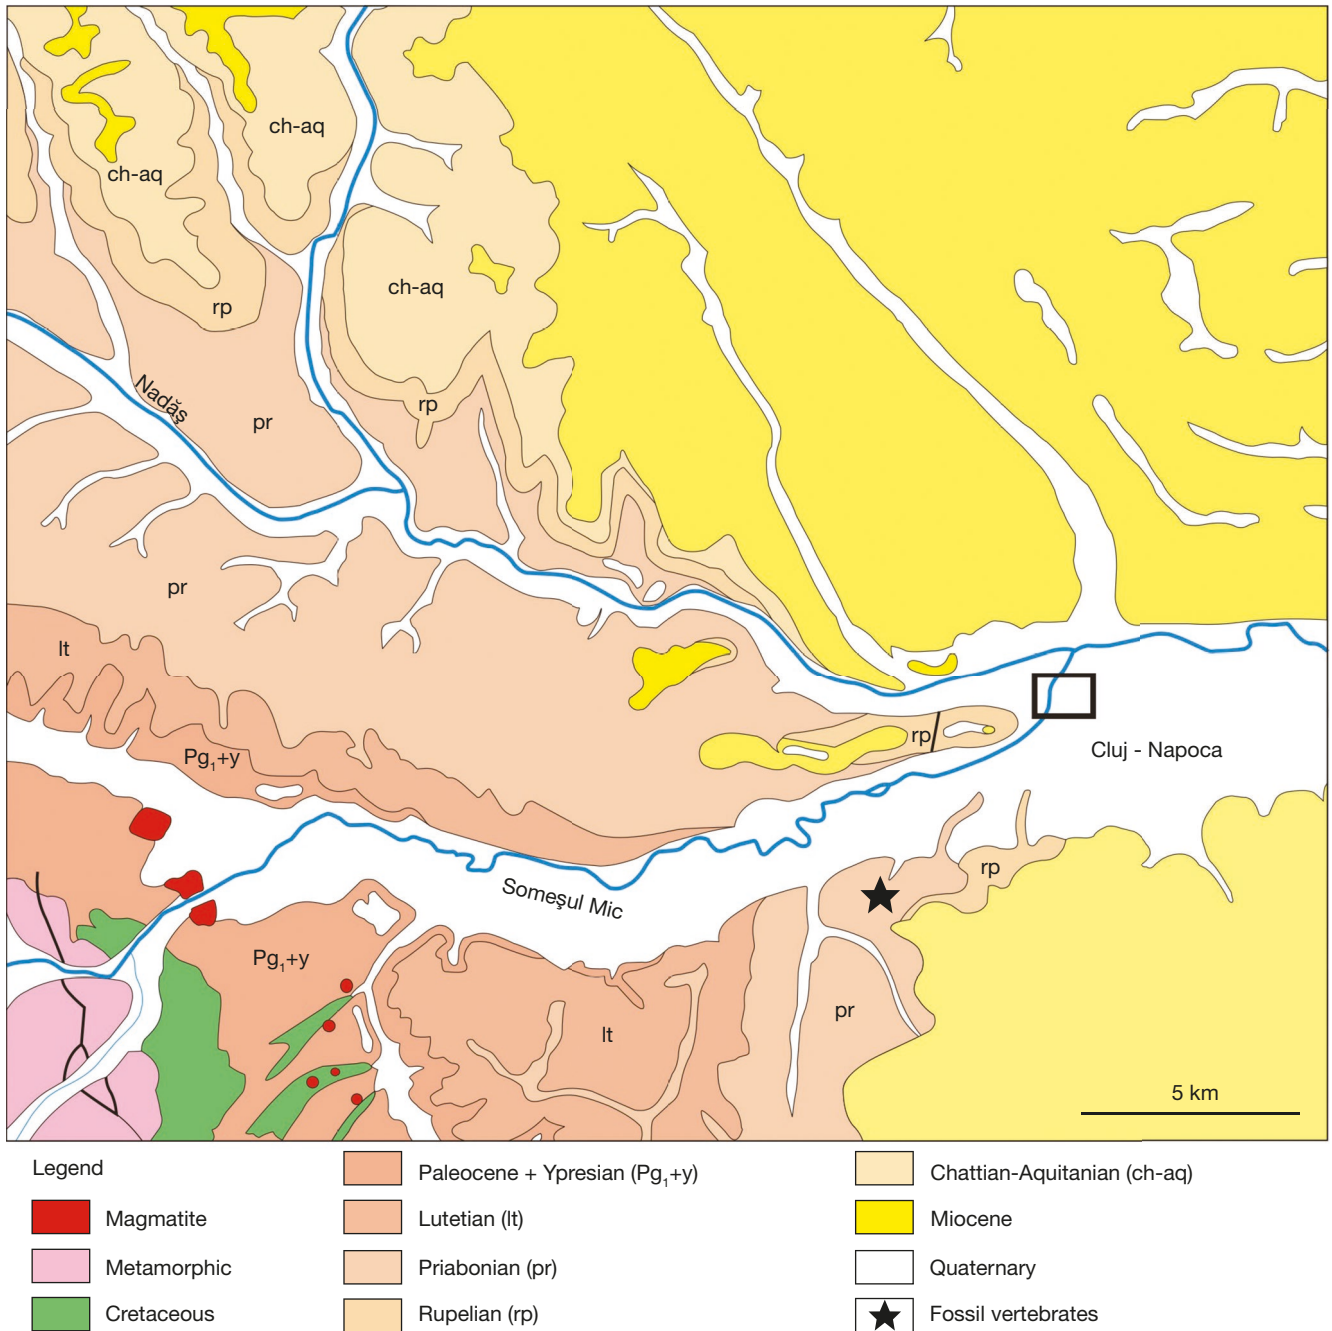 ch-aq
ch-aq
ch-aq
rp
Nadăş
rp
pr
pr
lt
rp
Pg1+y
Cluj - Napoca
rp
Someşul Mic
Pg1+y
pr
lt
5 km
Legend
Magmatite
Metamorphic
Cretaceous
Paleocene + Ypresian (Pg1+y)
Lutetian (lt)
Priabonian (pr)
Rupelian (rp)
Chattian-Aquitanian (ch-aq)
Miocene
Quaternary
Fossil vertebrates